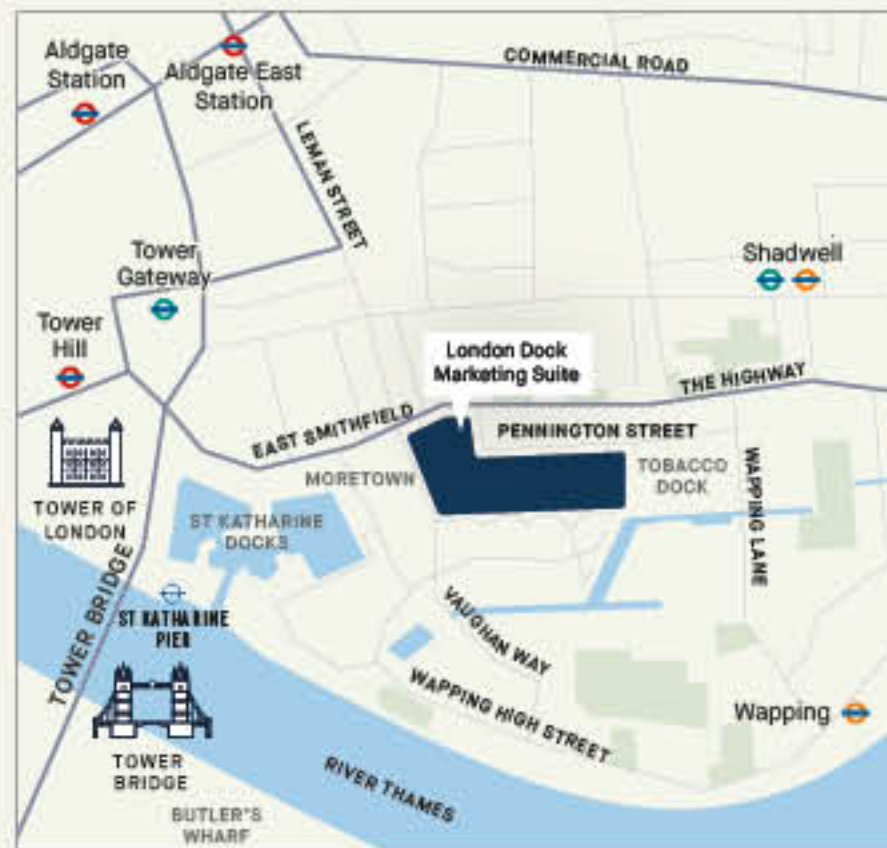 Aldgate
Station
Aldgate East
Station
COMMERCIAL ROAD
LEMAN STREET
Tower
Gateway
Shadwell
Tower
Hill
London Dock
Marketing Suite
THE HIGHWAY
EAST SMITHFIELD
PENNINGTON STREET
MORETOWN
TOBACCO
DOCK
WAPPING LANE
TOWER OF
LONDON
ST KATHARINE
DOCKS
TOWER BRIDGE
ST KATHARINE
PIER
VAUGHAN WAY
WAPPING HIGH STREET
Wapping
TOWER
BRIDGE
RIVER THAMES
BUTLER'S
WHARF